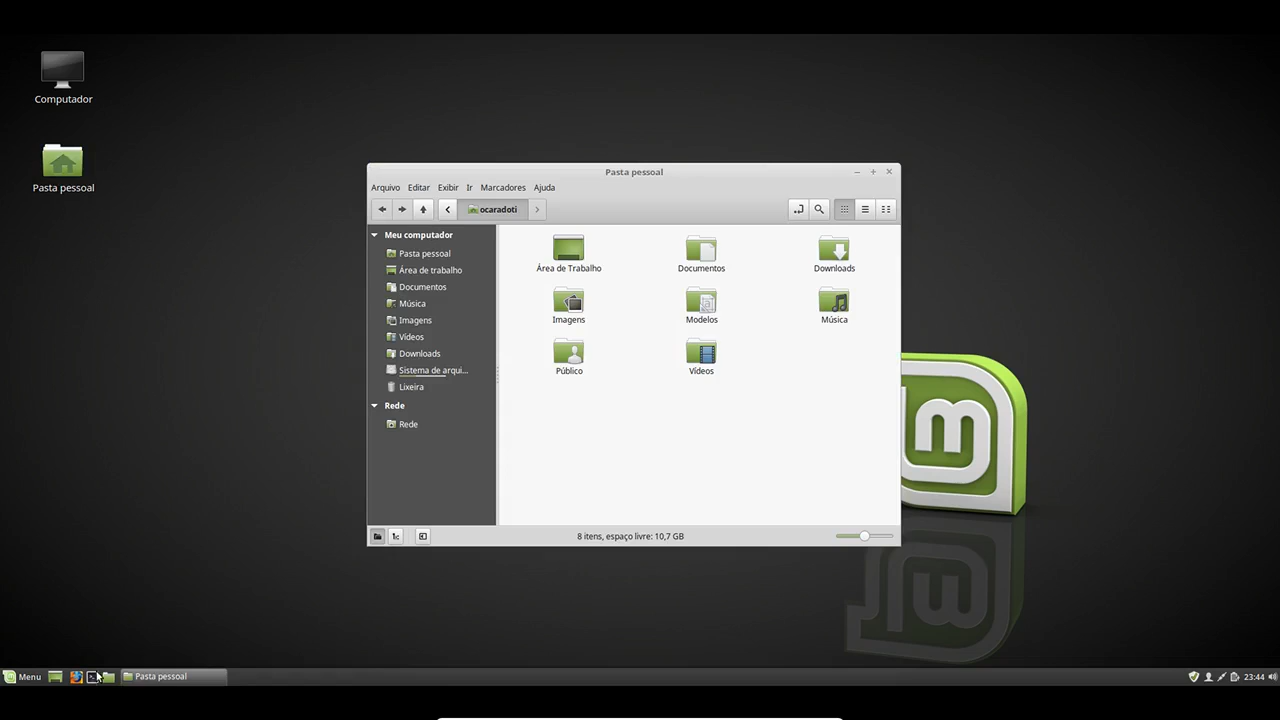 Computador
Pasta pessoal
Pasta pessoal
Arquivo Editar Exibir Ir Marcadores Ajuda
ocaradoti
Meu computador
Pasta pessoal
Área de trabalho
Documentos
Música
Imagens
Vídeos
Downloads
Sistema de arqui...
Lixeira
Rede
Rede
Área de Trabalho Documentos Downloads
Imagens Modelos Música
Público Vídeos
8 itens, espaço livre: 10,7 GB
Menu Pasta pessoal 23:44